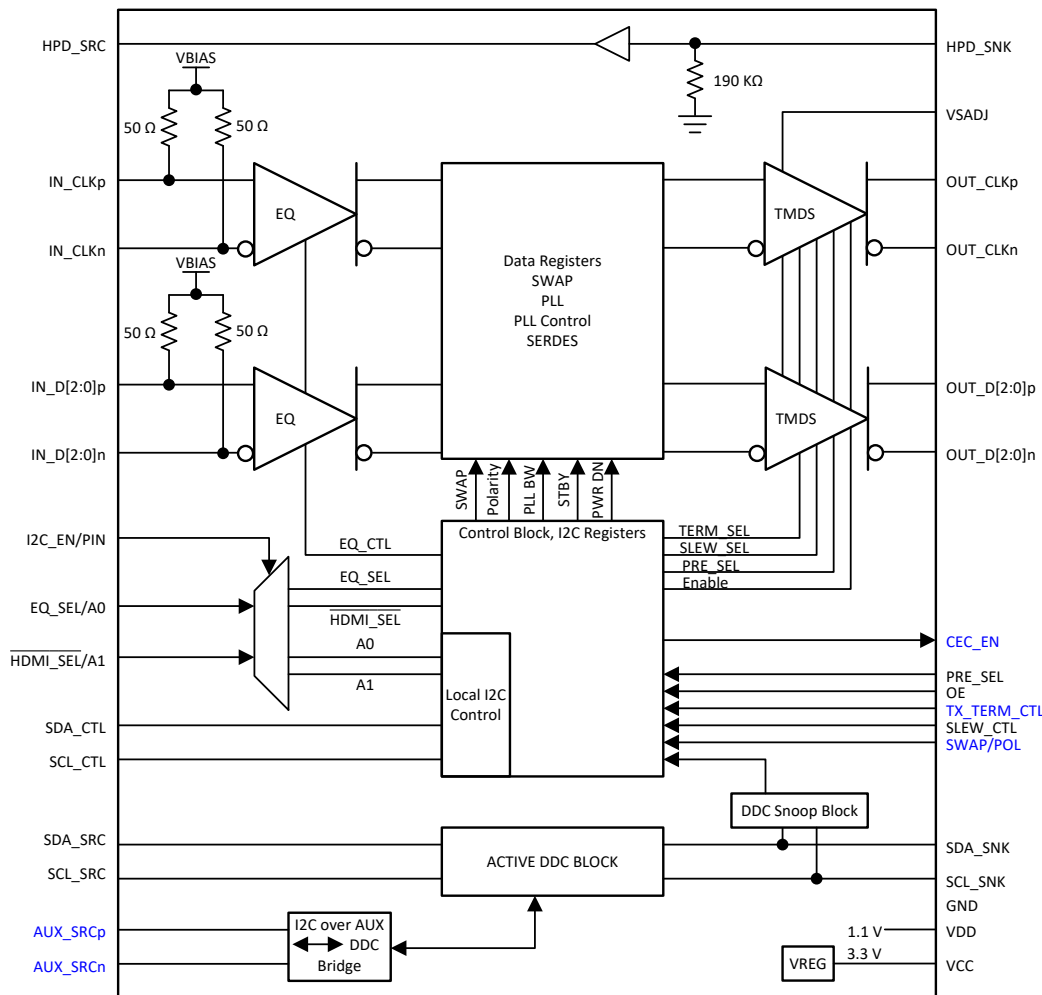 HPD_SRC
HPD_SNK
VBIAS
190 KΩ
VSADJ
50 Ω
50 Ω
IN_CLKp
OUT_CLKp
EQ
TMDS
IN_CLKn
OUT_CLKn
VBIAS
Data Registers
SWAP
PLL
PLL Control
SERDES
50 Ω
50 Ω
IN_D[2:0]p
OUT_D[2:0]p
EQ
TMDS
IN_D[2:0]n
OUT_D[2:0]n
SWAP
Polarity
PLL BW
STBY
PWR DN
I2C_EN/PIN
Control Block, I2C Registers
TERM_SEL
EQ_CTL
SLEW_SEL
PRE_SEL
EQ_SEL
Enable
EQ_SEL/A0
HDMI_SEL
A0
CEC_EN
HDMI_SEL/A1
A1
PRE_SEL
OE
Local I2C
Control
TX_TERM_CTL
SDA_CTL
SLEW_CTL
SWAP/POL
SCL_CTL
DDC Snoop Block
SDA_SRC
ACTIVE DDC BLOCK
SDA_SNK
SCL_SRC
SCL_SNK
GND
AUX_SRCp
I2C over AUX
DDC
Bridge
1.1 V
VDD
AUX_SRCn
VREG
3.3 V
VCC